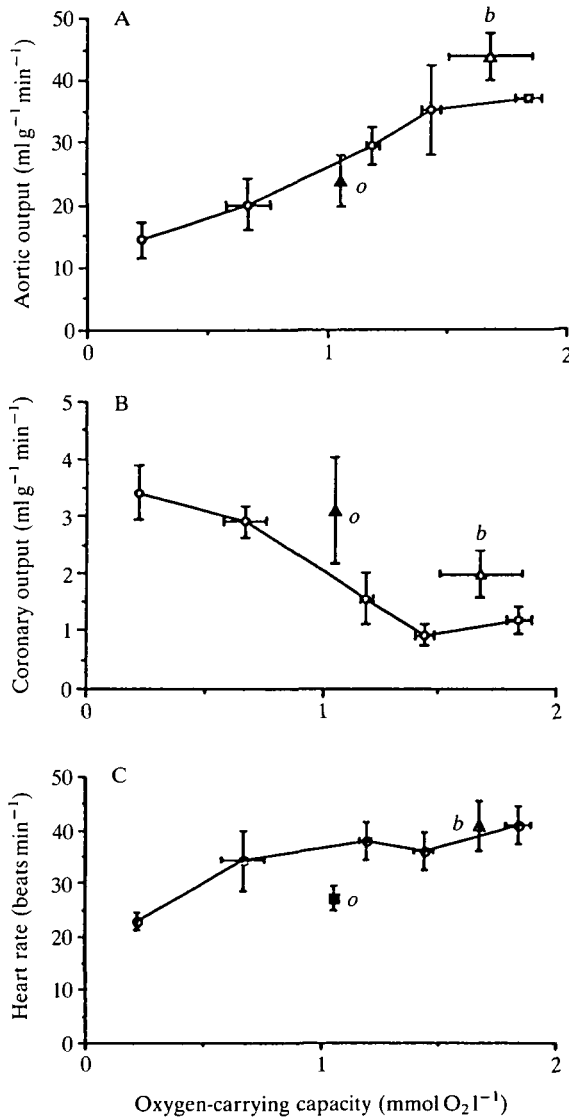 A
b
50
40
30
20
10
0
o
Aortic output (ml g⁻¹ min⁻¹)
0
1
2
B
5
4
3
2
1
0
o
b
Coronary output (ml g⁻¹ min⁻¹)
0
1
2
C
50
40
30
20
10
0
b
o
Heart rate (beats min⁻¹)
0
1
2
Oxygen-carrying capacity (mmol O₂ l⁻¹)